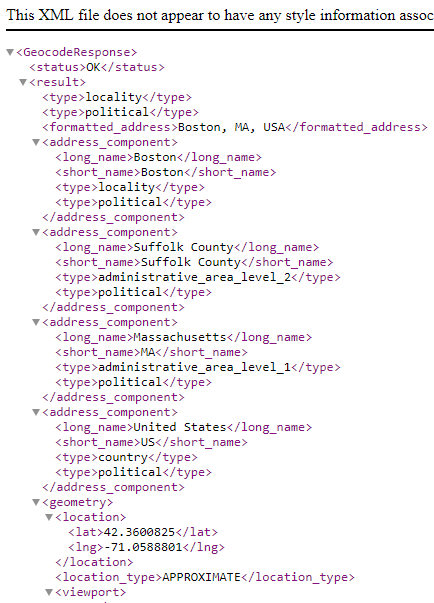 This XML file does not appear to have any style information assoc
▼<GeocodeResponse>
<status>OK</status>
▼<result>
<type>locality</type>
<type>political</type>
<formatted_address>Boston, MA, USA</formatted_address>
▼<address_component>
<long_name>Boston</long_name>
<short_name>Boston</short_name>
<type>locality</type>
<type>political</type>
</address_component>
▼<address_component>
<long_name>Suffolk County</long_name>
<short_name>Suffolk County</short_name>
<type>administrative_area_level_2</type>
<type>political</type>
</address_component>
▼<address_component>
<long_name>Massachusetts</long_name>
<short_name>MA</short_name>
<type>administrative_area_level_1</type>
<type>political</type>
</address_component>
▼<address_component>
<long_name>United States</long_name>
<short_name>US</short_name>
<type>country</type>
<type>political</type>
</address_component>
▼<geometry>
▼<location>
<lat>42.3600825</lat>
<lng>-71.0588801</lng>
</location>
<location_type>APPROXIMATE</location_type>
▼<viewport>